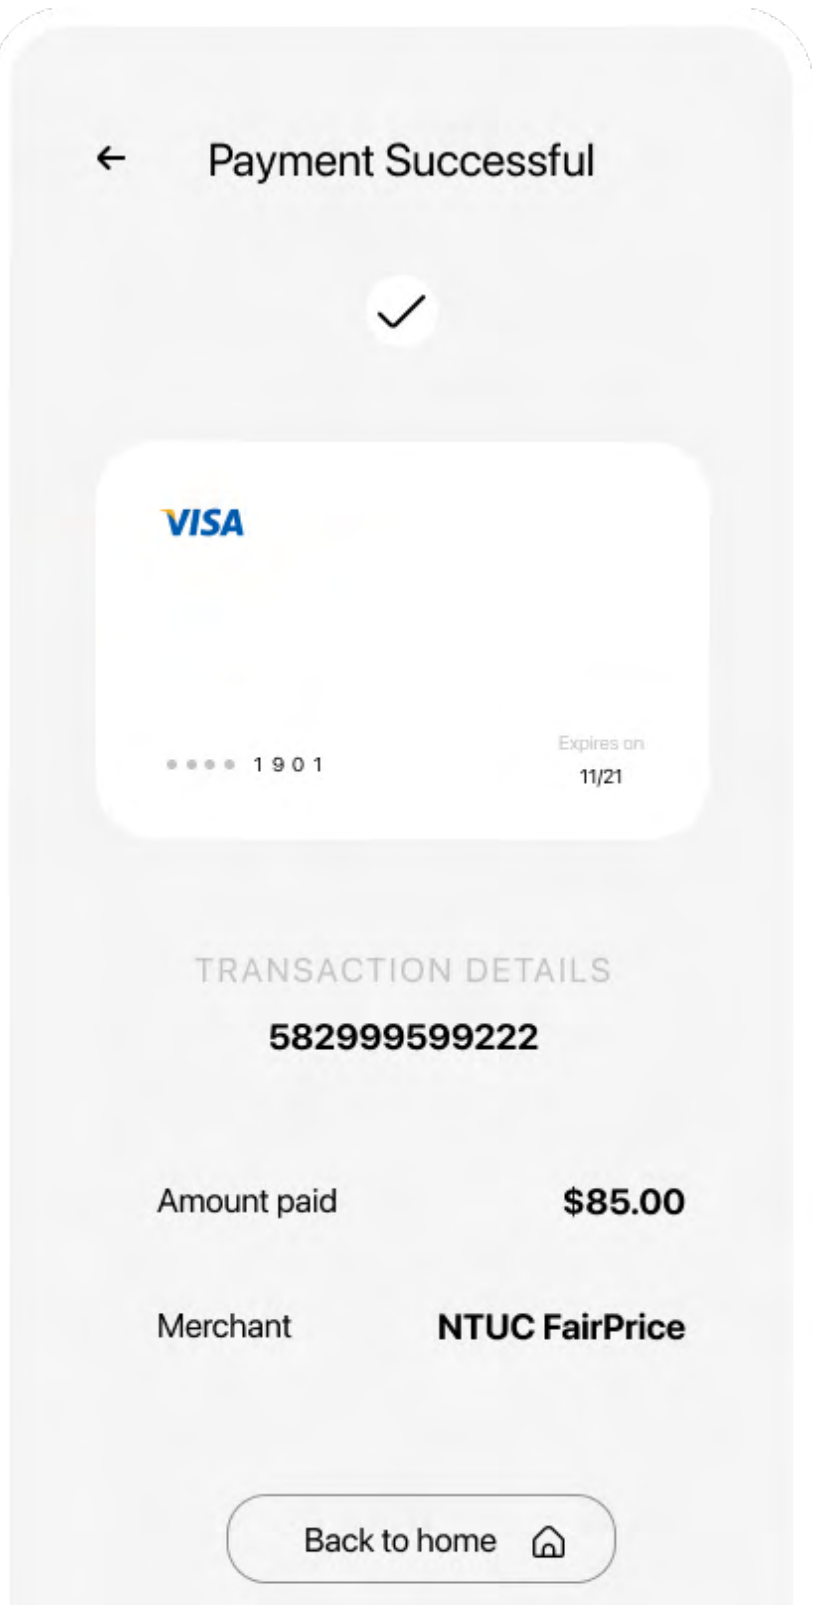 Payment Successful
VISA
1901
Expires on
11/21
TRANSACTION DETAILS
582999599222
Amount paid $85.00
Merchant NTUC FairPrice
Back to home